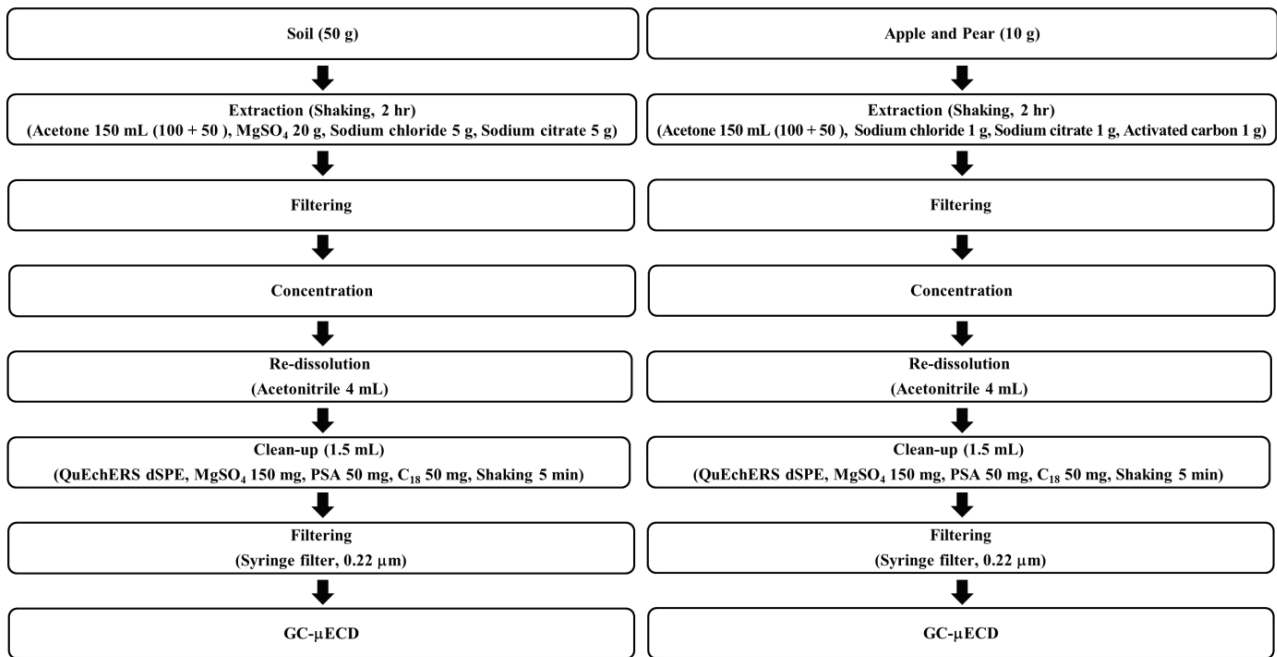 Soil (50 g)
Extraction (Shaking, 2 hr)
(Acetone 150 mL (100 + 50 ), MgSO₄ 20 g, Sodium chloride 5 g, Sodium citrate 5 g)
Filtering
Concentration
Re-dissolution
(Acetonitrile 4 mL)
Clean-up (1.5 mL)
(QuEchERS dSPE, MgSO₄ 150 mg, PSA 50 mg, C₁₈ 50 mg, Shaking 5 min)
Filtering
(Syringe filter, 0.22 μm)
GC-μECD
Apple and Pear (10 g)
Extraction (Shaking, 2 hr)
(Acetone 150 mL (100 + 50 ), Sodium chloride 1 g, Sodium citrate 1 g, Activated carbon 1 g)
Filtering
Concentration
Re-dissolution
(Acetonitrile 4 mL)
Clean-up (1.5 mL)
(QuEchERS dSPE, MgSO₄ 150 mg, PSA 50 mg, C₁₈ 50 mg, Shaking 5 min)
Filtering
(Syringe filter, 0.22 μm)
GC-μECD